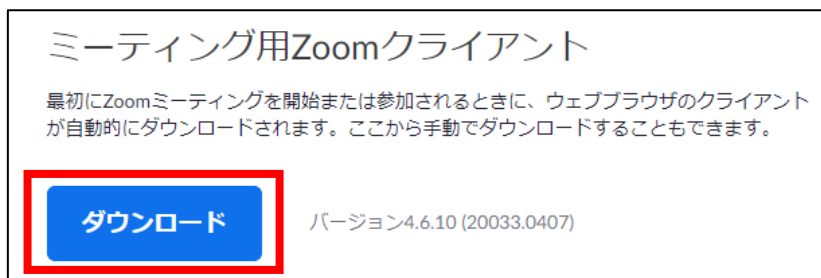 ミーティング用Zoomクライアント
最初にZoomミーティングを開始または参加されるときに、ウェブブラウザのクライアント
が自動的にダウンロードされます。ここから手動でダウンロードすることもできます。
ダウンロード バージョン4.6.10 (20033.0407)